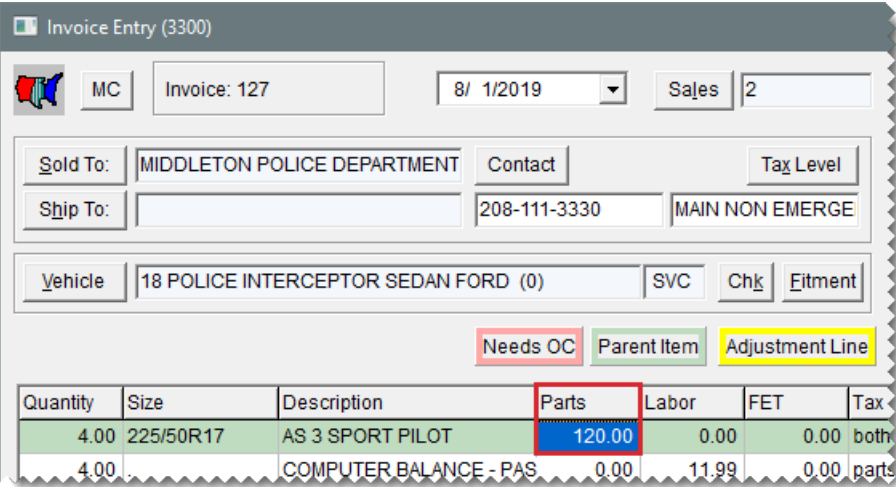 Invoice Entry (3300)
MC Invoice: 127 8/ 1/2019 Sales 2
Sold To: MIDDLETON POLICE DEPARTMENT Contact Tax Level
Ship To: 208-111-3330 MAIN NON EMERGE
Vehicle 18 POLICE INTERCEPTOR SEDAN FORD (0) SVC Chk Fitment
Needs OC Parent Item Adjustment Line
Quantity Size Description Parts Labor FET Tax
4.00 225/50R17 AS 3 SPORT PILOT 120.00 0.00 0.00 both
4.00 . COMPUTER BALANCE - PAS 0.00 11.99 0.00 parts